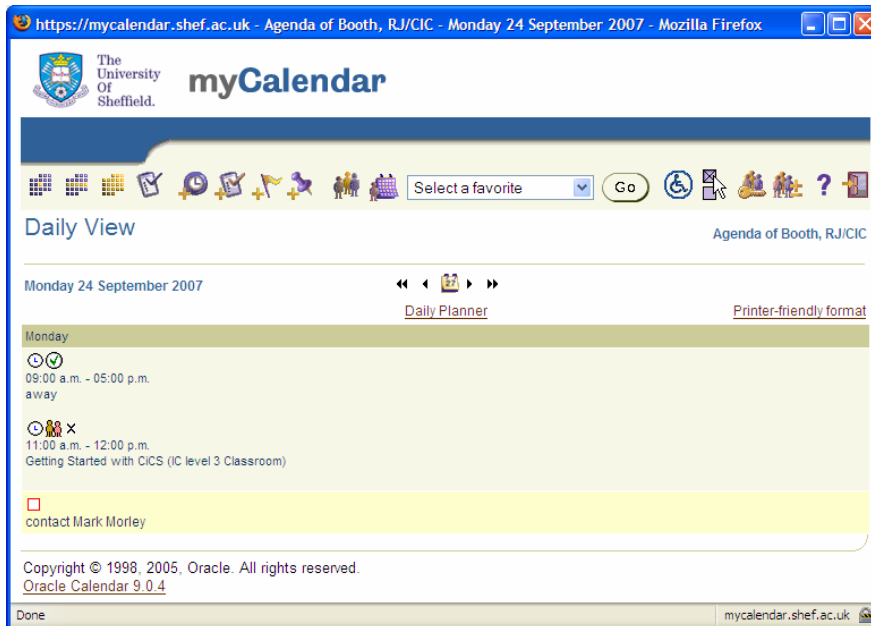 https://mycalendar.shef.ac.uk - Agenda of Booth, RJ/CIC - Monday 24 September 2007 - Mozilla Firefox
The
University
Of
Sheffield.
myCalendar
Select a favorite
Go
?
Daily View
Agenda of Booth, RJ/CIC
Monday 24 September 2007
27
Daily Planner
Printer-friendly format
Monday
09:00 a.m. - 05:00 p.m.
away
11:00 a.m. - 12:00 p.m.
Getting Started with CiCS (IC level 3 Classroom)
contact Mark Morley
Copyright © 1998, 2005, Oracle. All rights reserved.
Oracle Calendar 9.0.4
Done
mycalendar.shef.ac.uk